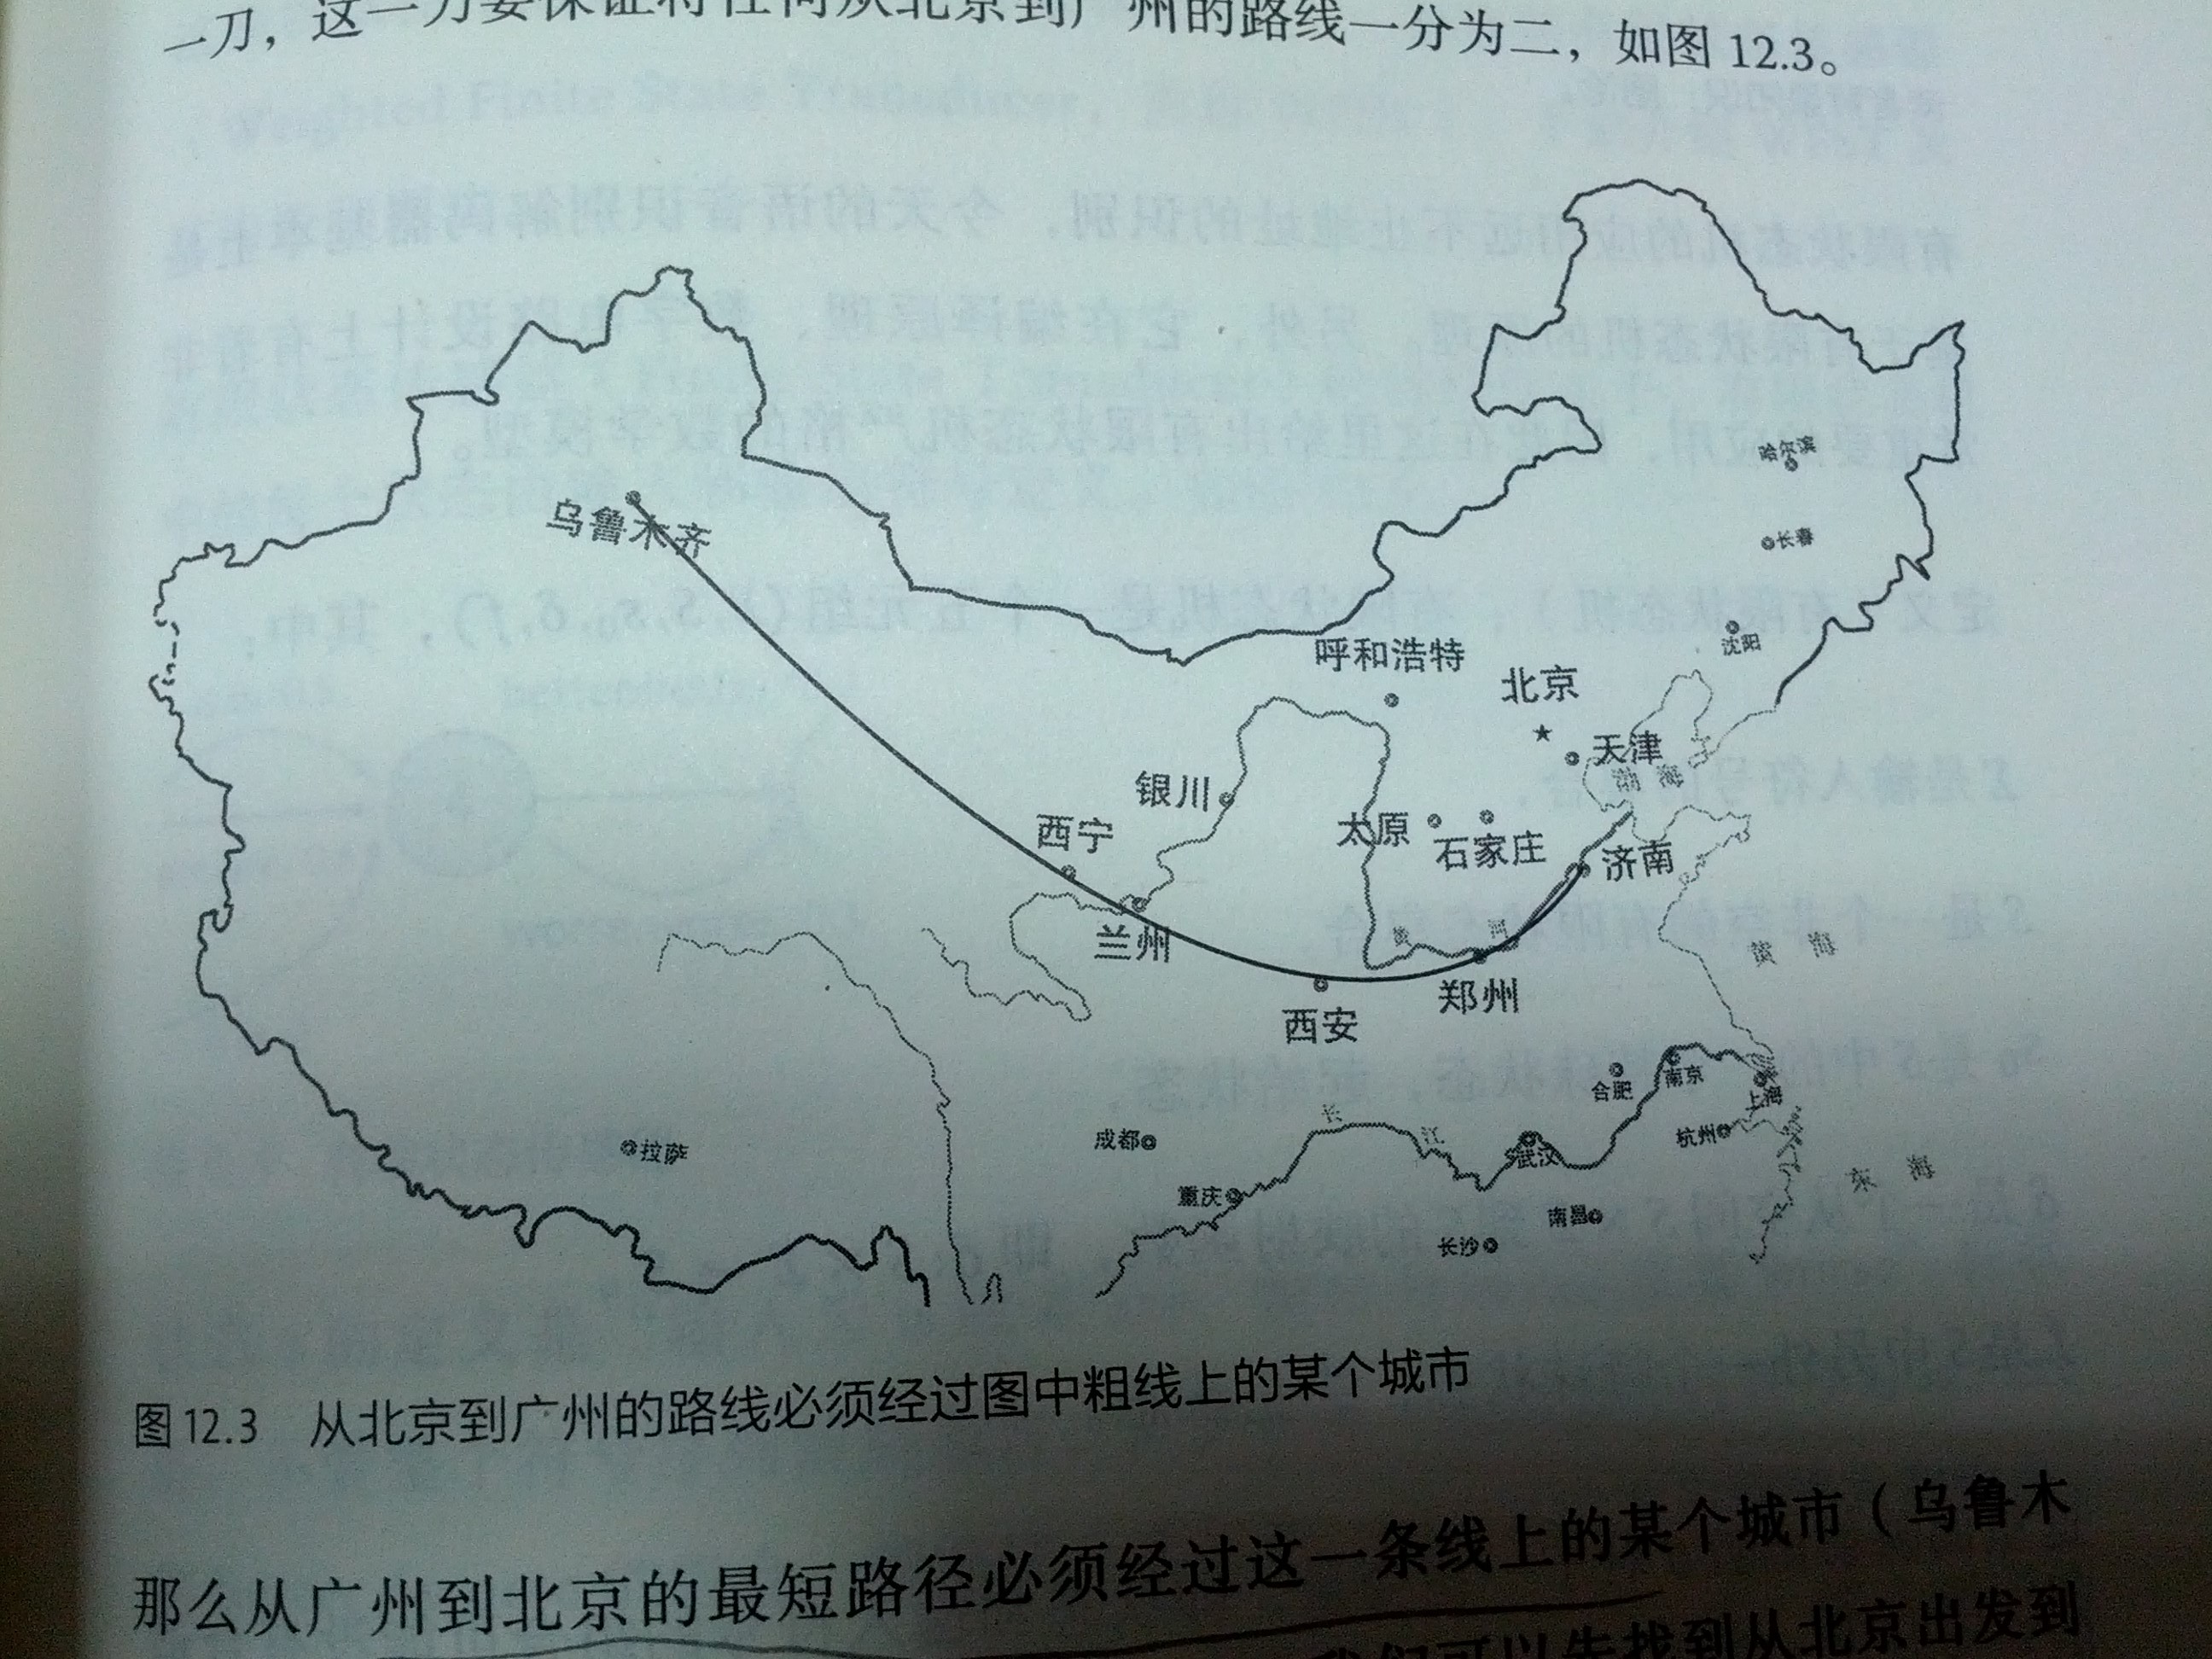 一刀，这一刀要保证将任何从北京到广州的路线一分为二，如图 12.3。
哈尔滨
乌鲁木齐
长春
沈阳
呼和浩特
北京
天津
渤 海
银川
西宁
太原
石家庄
济南
兰州
黄 河
黄 海
郑州
西安
合肥
南京
上海
长 江
杭州
成都
武汉
拉萨
东 海
重庆
南昌
长沙
图12.3 从北京到广州的路线必须经过图中粗线上的某个城市
那么从广州到北京的最短路径必须经过这一条线上的某个城市（乌鲁木
我们可以先找到从北京出发到